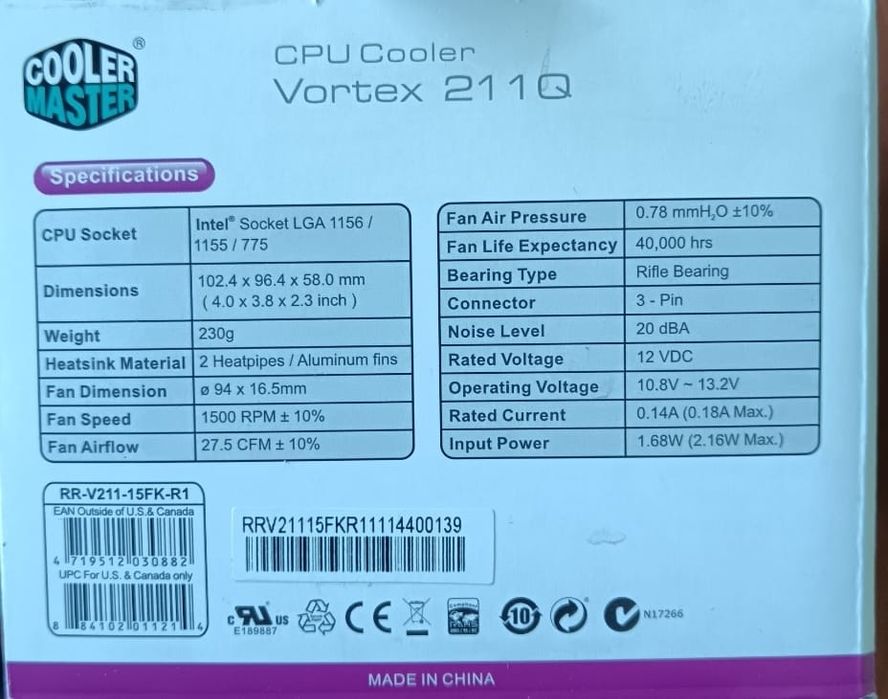 COOLER
MASTER
®
CPU Cooler
Vortex 211Q
Specifications
CPU Socket
Intel® Socket LGA 1156 /
1155 / 775
Dimensions
102.4 x 96.4 x 58.0 mm
( 4.0 x 3.8 x 2.3 inch )
Weight
230g
Heatsink Material
2 Heatpipes / Aluminum fins
Fan Dimension
ø 94 x 16.5mm
Fan Speed
1500 RPM ± 10%
Fan Airflow
27.5 CFM ± 10%
Fan Air Pressure
0.78 mmH₂O ±10%
Fan Life Expectancy
40,000 hrs
Bearing Type
Rifle Bearing
Connector
3 - Pin
Noise Level
20 dBA
Rated Voltage
12 VDC
Operating Voltage
10.8V ~ 13.2V
Rated Current
0.14A (0.18A Max.)
Input Power
1.68W (2.16W Max.)
RR-V211-15FK-R1
EAN Outside of U.S.& Canada
4 719512 030882
UPC For U.S. & Canada only
8 84102 01121 4
RRV21115FKR11114400139
c RU us
E189887
CE
10
N17266
MADE IN CHINA